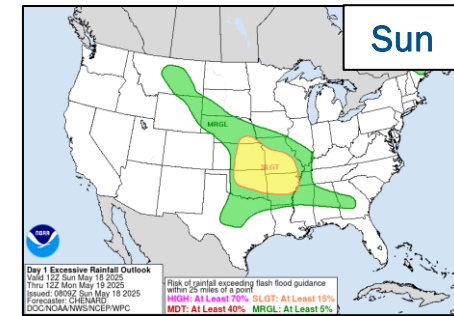 Sun
MRGL
SLGT
NOAA
Day 1 Excessive Rainfall Outlook
Valid 12Z Sun May 18 2025
Thru 12Z Mon May 19 2025
Issued: 0809Z Sun May 18 2025
Forecaster: CHENARD
DOC/NOAA/NWS/NCEP/WPC
Risk of rainfall exceeding flash flood guidance
within 25 miles of a point
HIGH: At Least 70% SLGT: At Least 15%
MDT: At Least 40% MRGL: At Least 5%